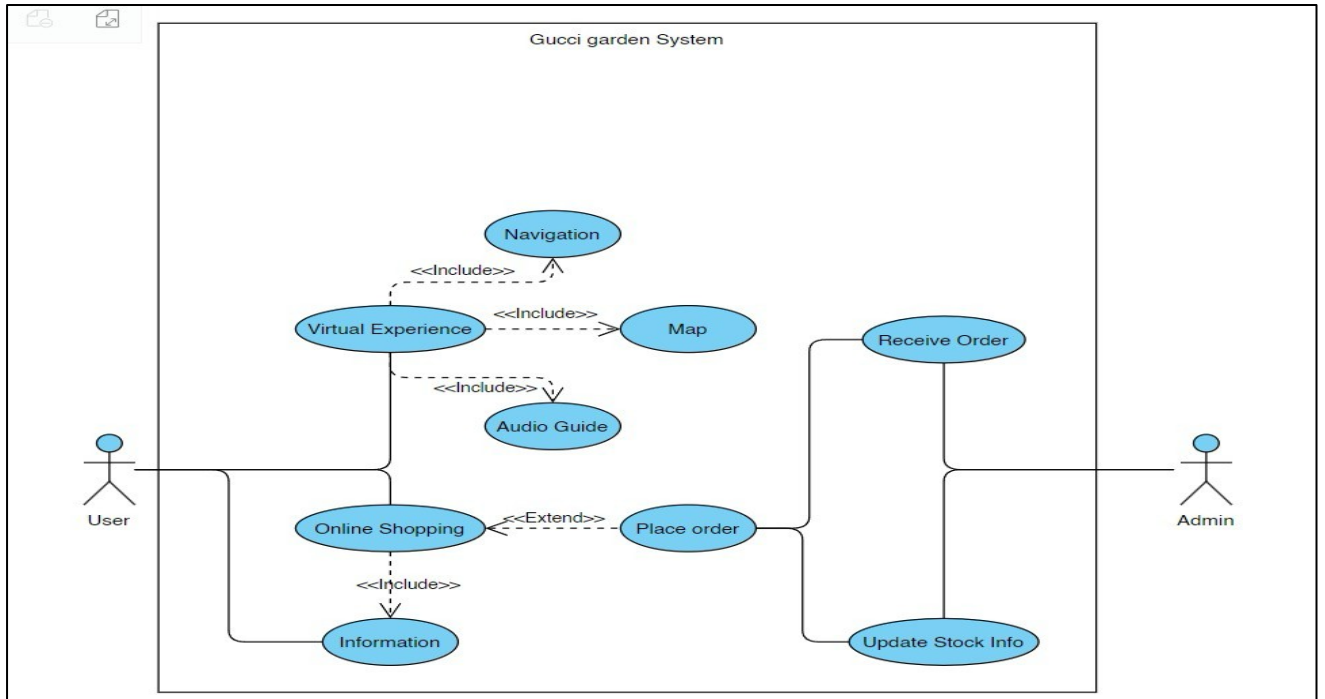 Gucci garden System
Navigation
<<Include>>
Virtual Experience
<<Include>>
Map
Receive Order
<<Include>>
Audio Guide
User
Online Shopping
<<Extend>>
Place order
Admin
<<Include>>
Information
Update Stock Info